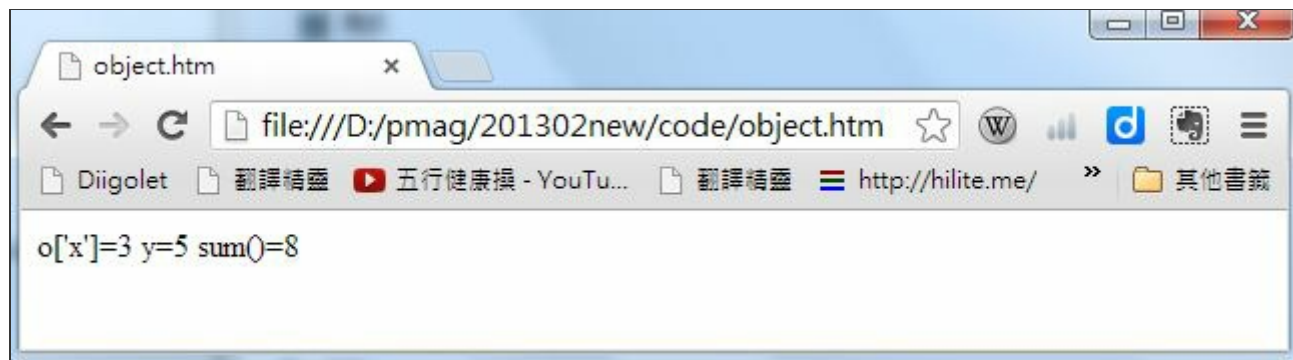 object.htm
file:///D:/pmag/201302new/code/object.htm
Diigolet 翻譯精靈 五行健康操 - YouTu... 翻譯精靈 http://hilite.me/ » 其他書籤
o['x']=3 y=5 sum()=8